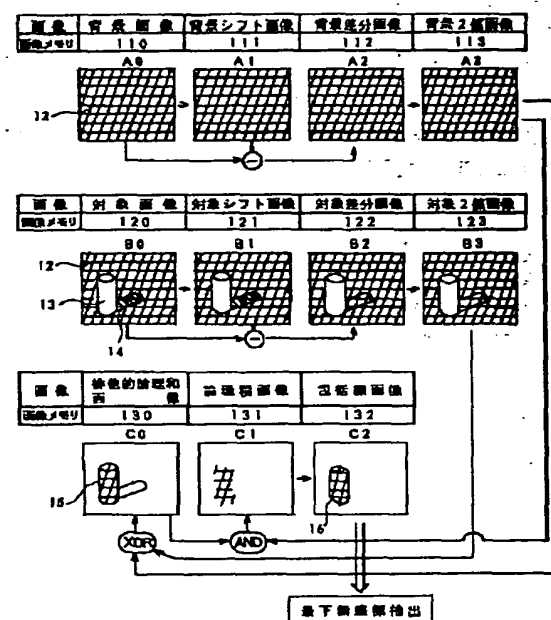 画像 背景画像 背景シフト画像 背景差分画像 背景2値画像
画像メモリ 110 111 112 113
A0 A1 A2 A3
12
画像 対象画像 対象シフト画像 対象差分画像 対象2値画像
画像メモリ 120 121 122 123
B0 B1 B2 B3
12
13
14
画像 排他的論理和画像 論理積画像 包括線画像
画像メモリ 130 131 132
C0 C1 C2
15
16
XOR AND
最下端座標検出